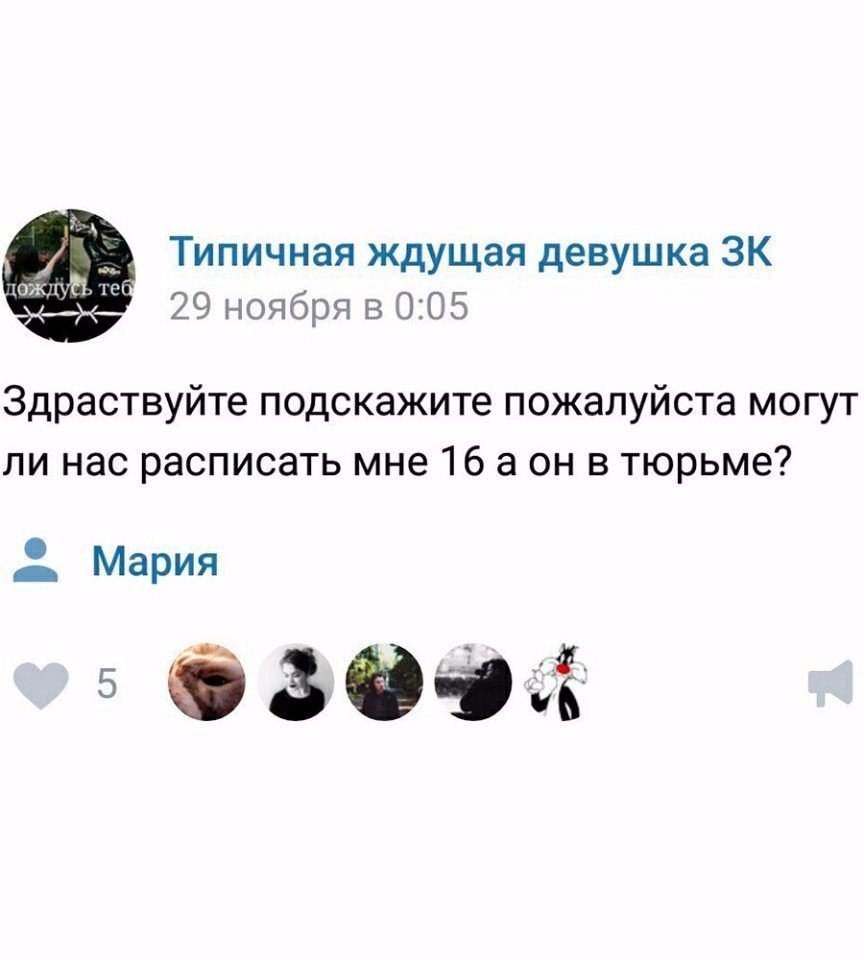 Типичная ждущая девушка ЗК
29 ноября в 0:05
дождусь теб
Здраствуйте подскажите пожалуйста могут
ли нас расписать мне 16 а он в тюрьме?
Мария
5